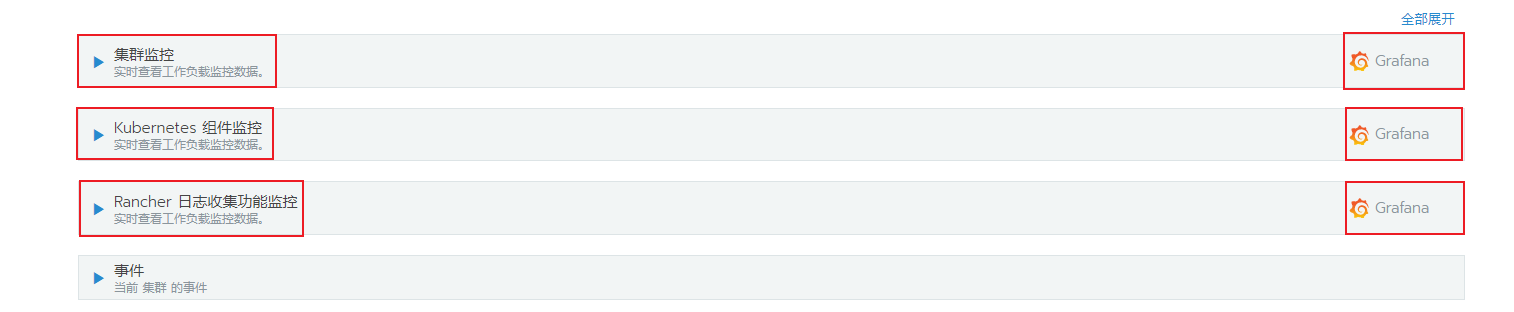 全部展开
集群监控
实时查看工作负载监控数据。
Grafana
Kubernetes 组件监控
实时查看工作负载监控数据。
Grafana
Rancher 日志收集功能监控
实时查看工作负载监控数据。
Grafana
事件
当前 集群 的事件